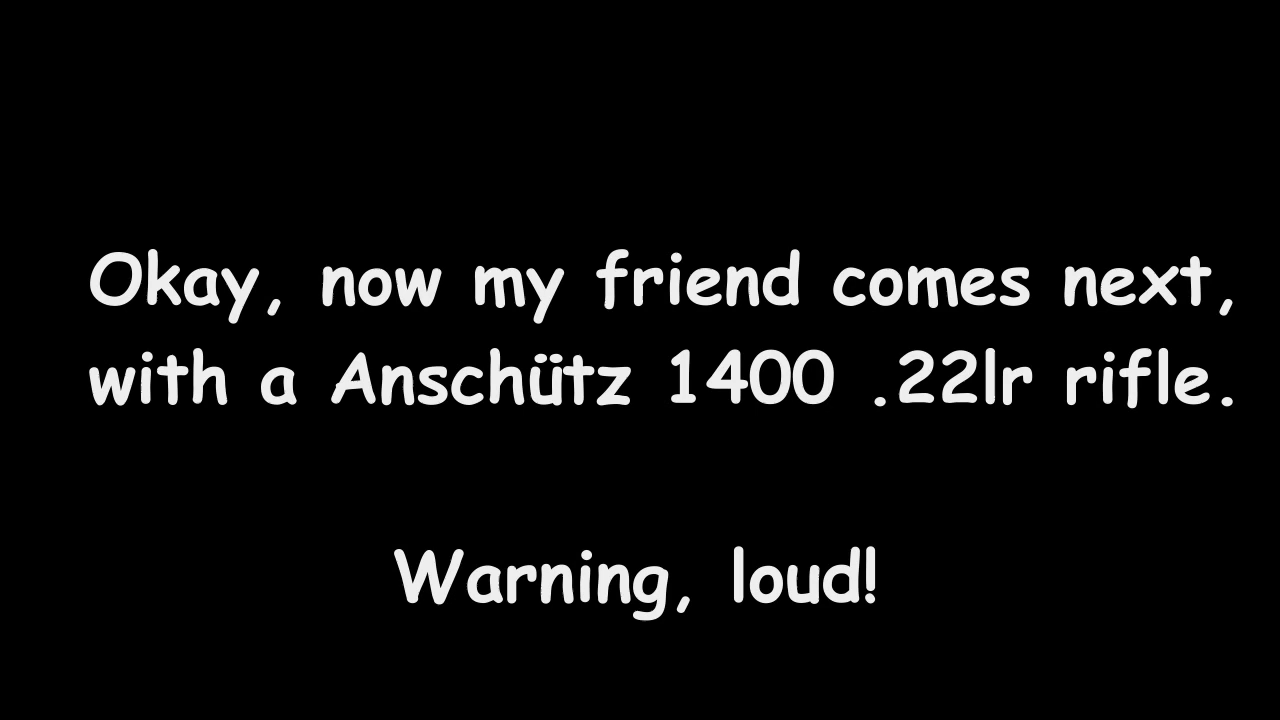 Okay, now my friend comes next,
with a Anschütz 1400 .22lr rifle.
Warning, loud!